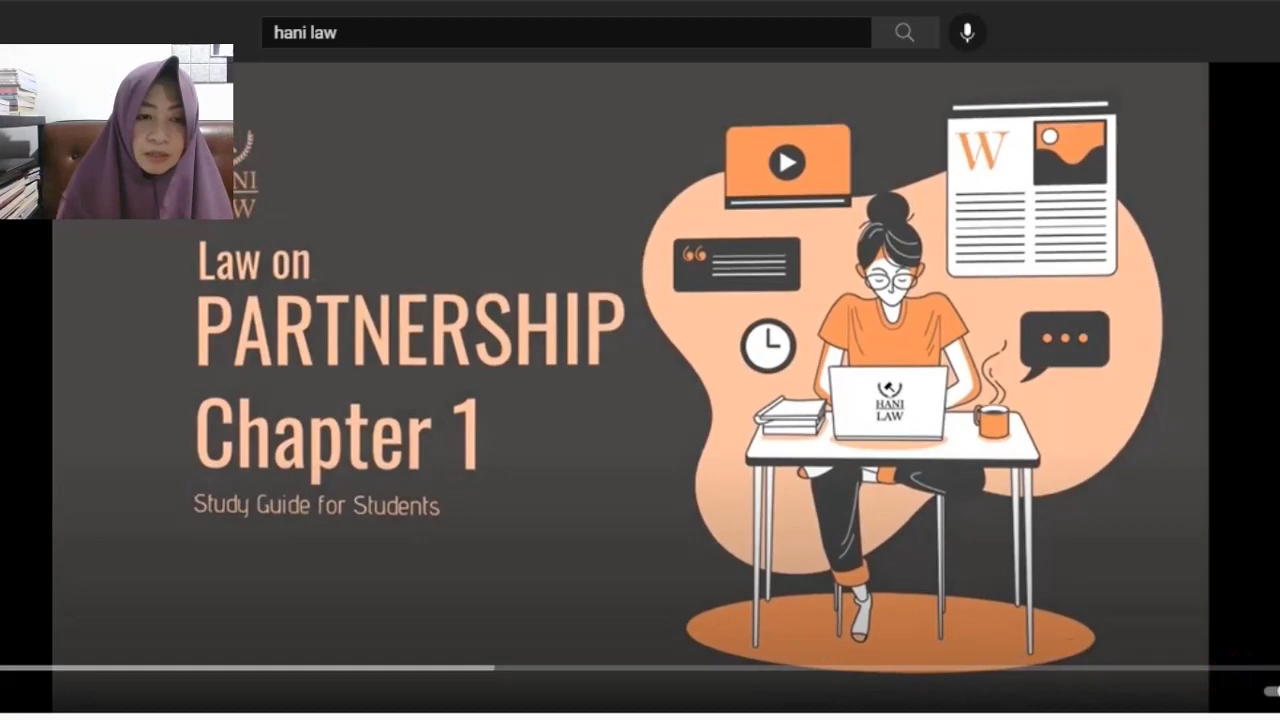 hani law
Law on
PARTNERSHIP
Chapter 1
Study Guide for Students
W
HANI
LAW